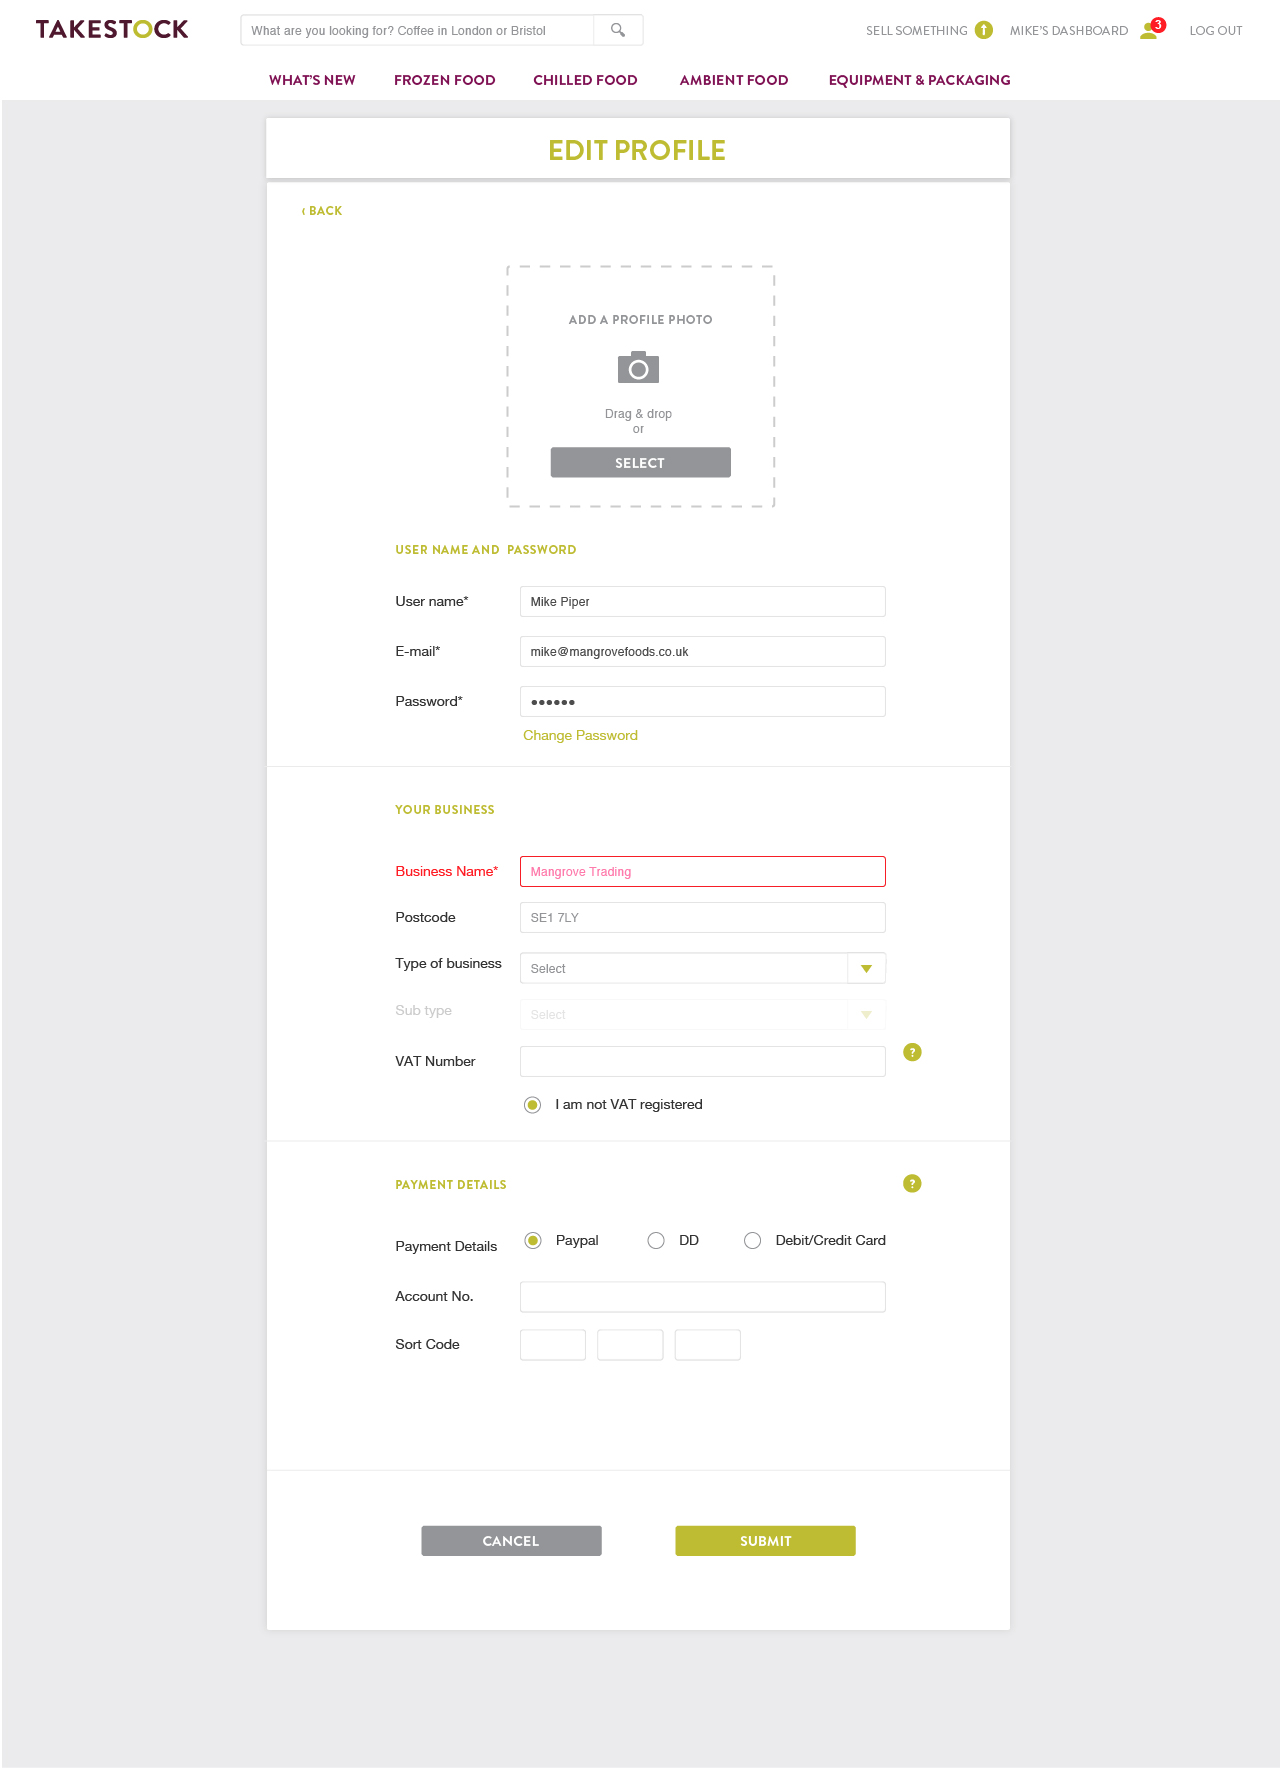 TAKESTOCK
What are you looking for? Coffee in London or Bristol
SELL SOMETHING
MIKE'S DASHBOARD
3
LOG OUT
WHAT'S NEW
FROZEN FOOD
CHILLED FOOD
AMBIENT FOOD
EQUIPMENT & PACKAGING
EDIT PROFILE
‹ BACK
ADD A PROFILE PHOTO
Drag & drop
or
SELECT
USER NAME AND PASSWORD
User name*
Mike Piper
E-mail*
mike@mangrovefoods.co.uk
Password*
••••••
Change Password
YOUR BUSINESS
Business Name*
Mangrove Trading
Postcode
SE1 7LY
Type of business
Select
Sub type
Select
VAT Number
?
I am not VAT registered
PAYMENT DETAILS
?
Payment Details
Paypal
DD
Debit/Credit Card
Account No.
Sort Code
CANCEL
SUBMIT